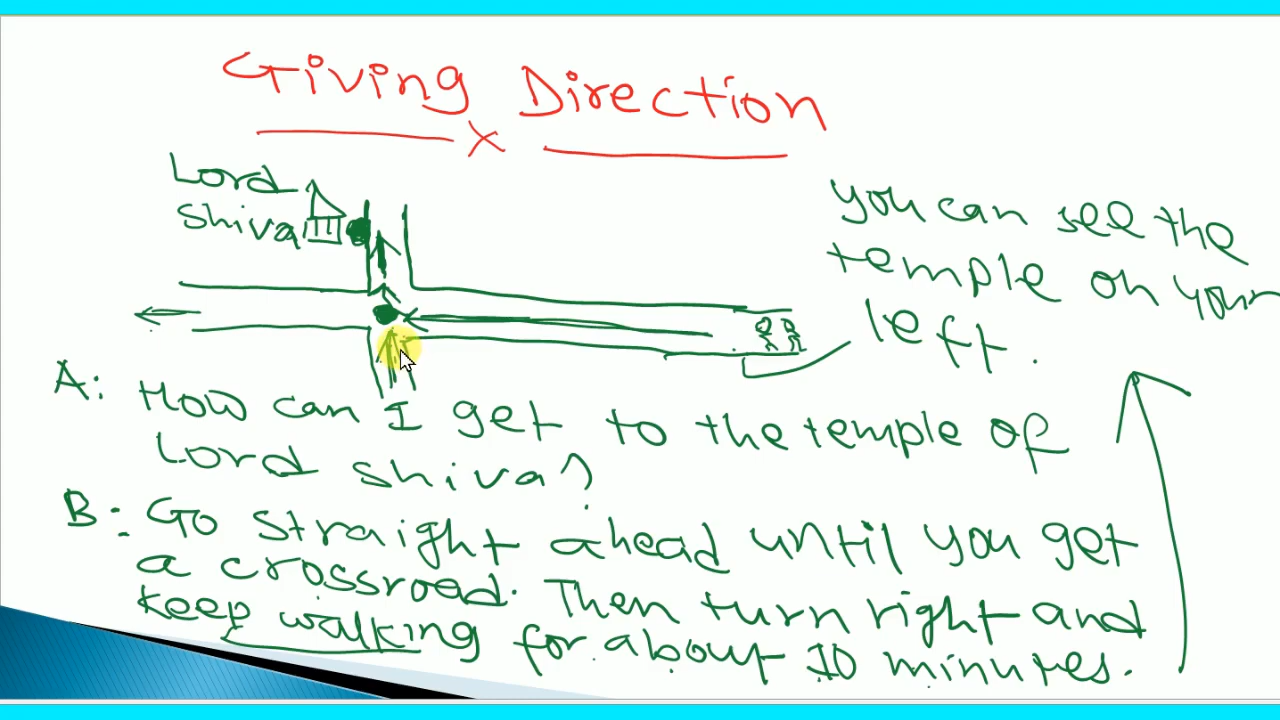 Giving Direction
Lord
Shiva
A: How can I get to the temple of
Lord Shiva?
B: Go straight ahead until you get
a crossroad. Then turn right and
keep walking for about 10 minutes.
you can see the
temple on your
left.